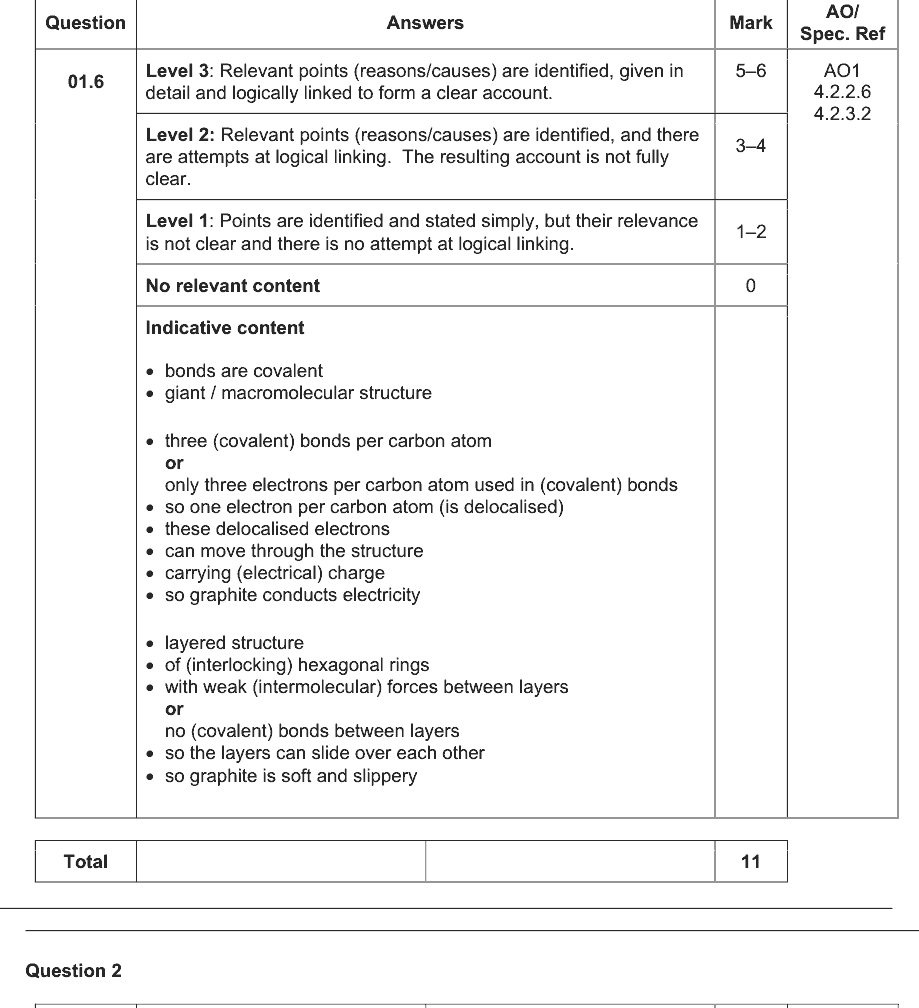 Question Answers Mark AO/
Spec. Ref
01.6 Level 3: Relevant points (reasons/causes) are identified, given in 5–6 AO1
detail and logically linked to form a clear account. 4.2.2.6
4.2.3.2
Level 2: Relevant points (reasons/causes) are identified, and there
are attempts at logical linking. The resulting account is not fully 3–4
clear.
Level 1: Points are identified and stated simply, but their relevance
is not clear and there is no attempt at logical linking. 1–2
No relevant content 0
Indicative content
• bonds are covalent
• giant / macromolecular structure
• three (covalent) bonds per carbon atom
or
only three electrons per carbon atom used in (covalent) bonds
• so one electron per carbon atom (is delocalised)
• these delocalised electrons
• can move through the structure
• carrying (electrical) charge
• so graphite conducts electricity
• layered structure
• of (interlocking) hexagonal rings
• with weak (intermolecular) forces between layers
or
no (covalent) bonds between layers
• so the layers can slide over each other
• so graphite is soft and slippery
Total 11
Question 2